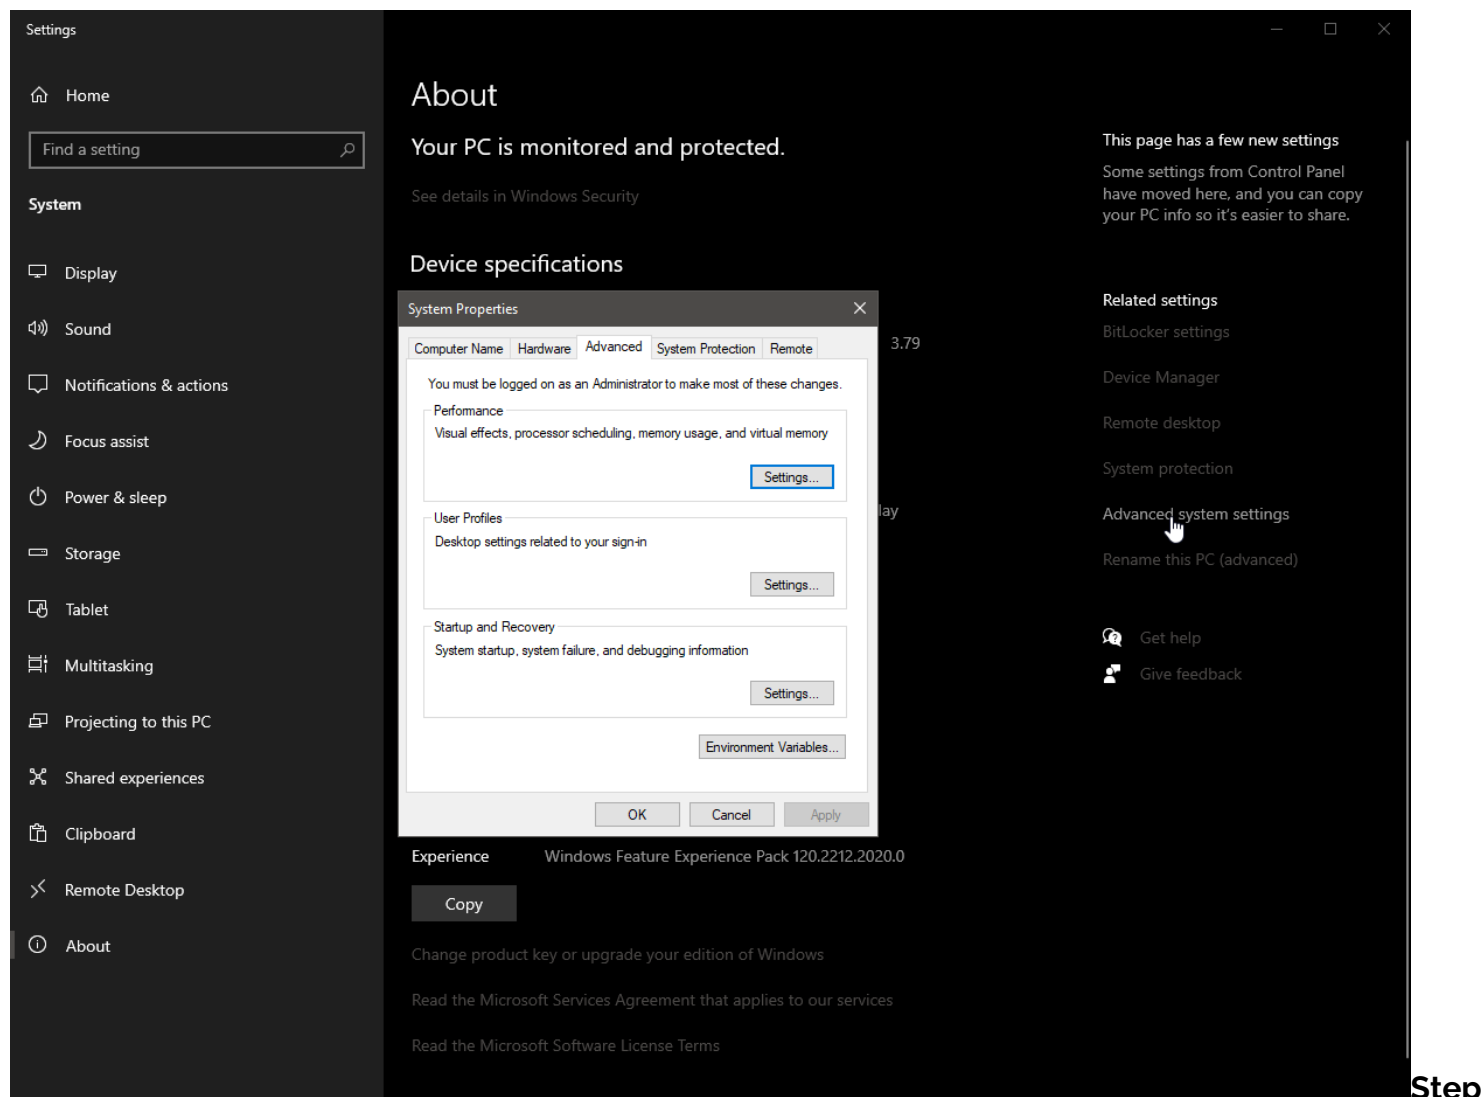 Settings
Home
Find a setting
System
Display
Sound
Notifications & actions
Focus assist
Power & sleep
Storage
Tablet
Multitasking
Projecting to this PC
Shared experiences
Clipboard
Remote Desktop
About
About
Your PC is monitored and protected.
See details in Windows Security
Device specifications
System Properties
Computer Name
Hardware
Advanced
System Protection
Remote
You must be logged on as an Administrator to make most of these changes.
Performance
Visual effects, processor scheduling, memory usage, and virtual memory
Settings...
User Profiles
Desktop settings related to your sign-in
Settings...
Startup and Recovery
System startup, system failure, and debugging information
Settings...
Environment Variables...
OK
Cancel
Apply
3.79
lay
Experience Windows Feature Experience Pack 120.2212.2020.0
Copy
Change product key or upgrade your edition of Windows
Read the Microsoft Services Agreement that applies to our services
Read the Microsoft Software License Terms
This page has a few new settings
Some settings from Control Panel
have moved here, and you can copy
your PC info so it's easier to share.
Related settings
BitLocker settings
Device Manager
Remote desktop
System protection
Advanced system settings
Rename this PC (advanced)
Get help
Give feedback
Step